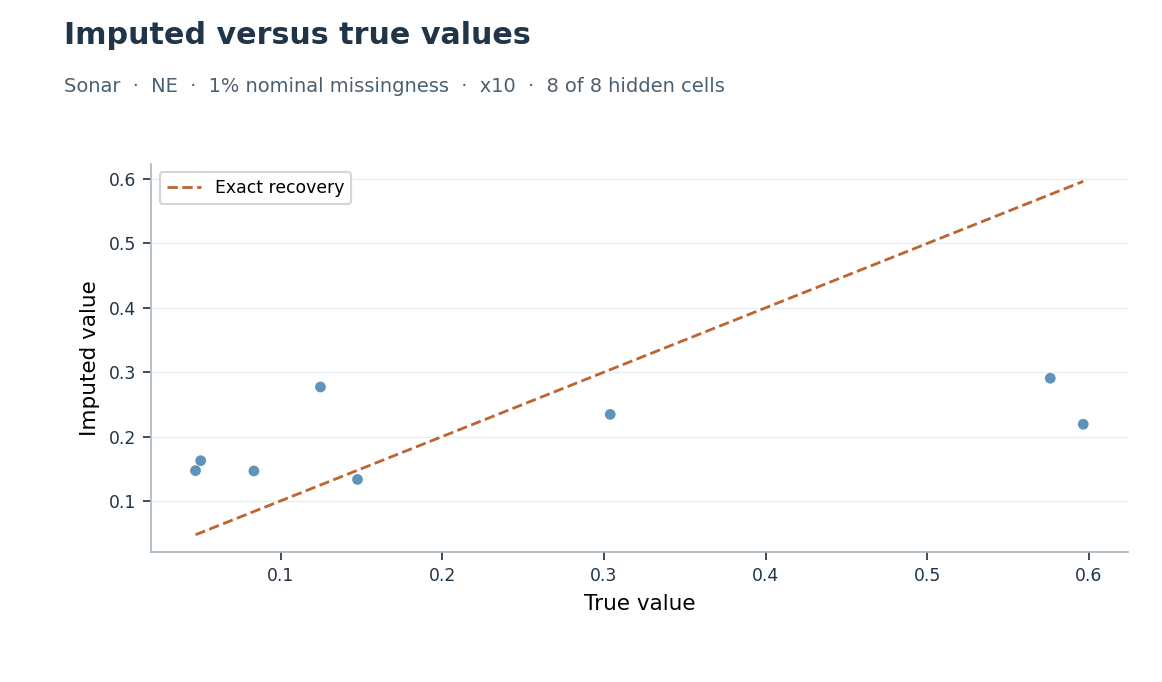 Imputed versus true values
Sonar · NE · 1% nominal missingness · x10 · 8 of 8 hidden cells
Exact recovery
0.6
0.5
0.4
0.3
0.2
0.1
Imputed value
0.1 0.2 0.3 0.4 0.5 0.6
True value